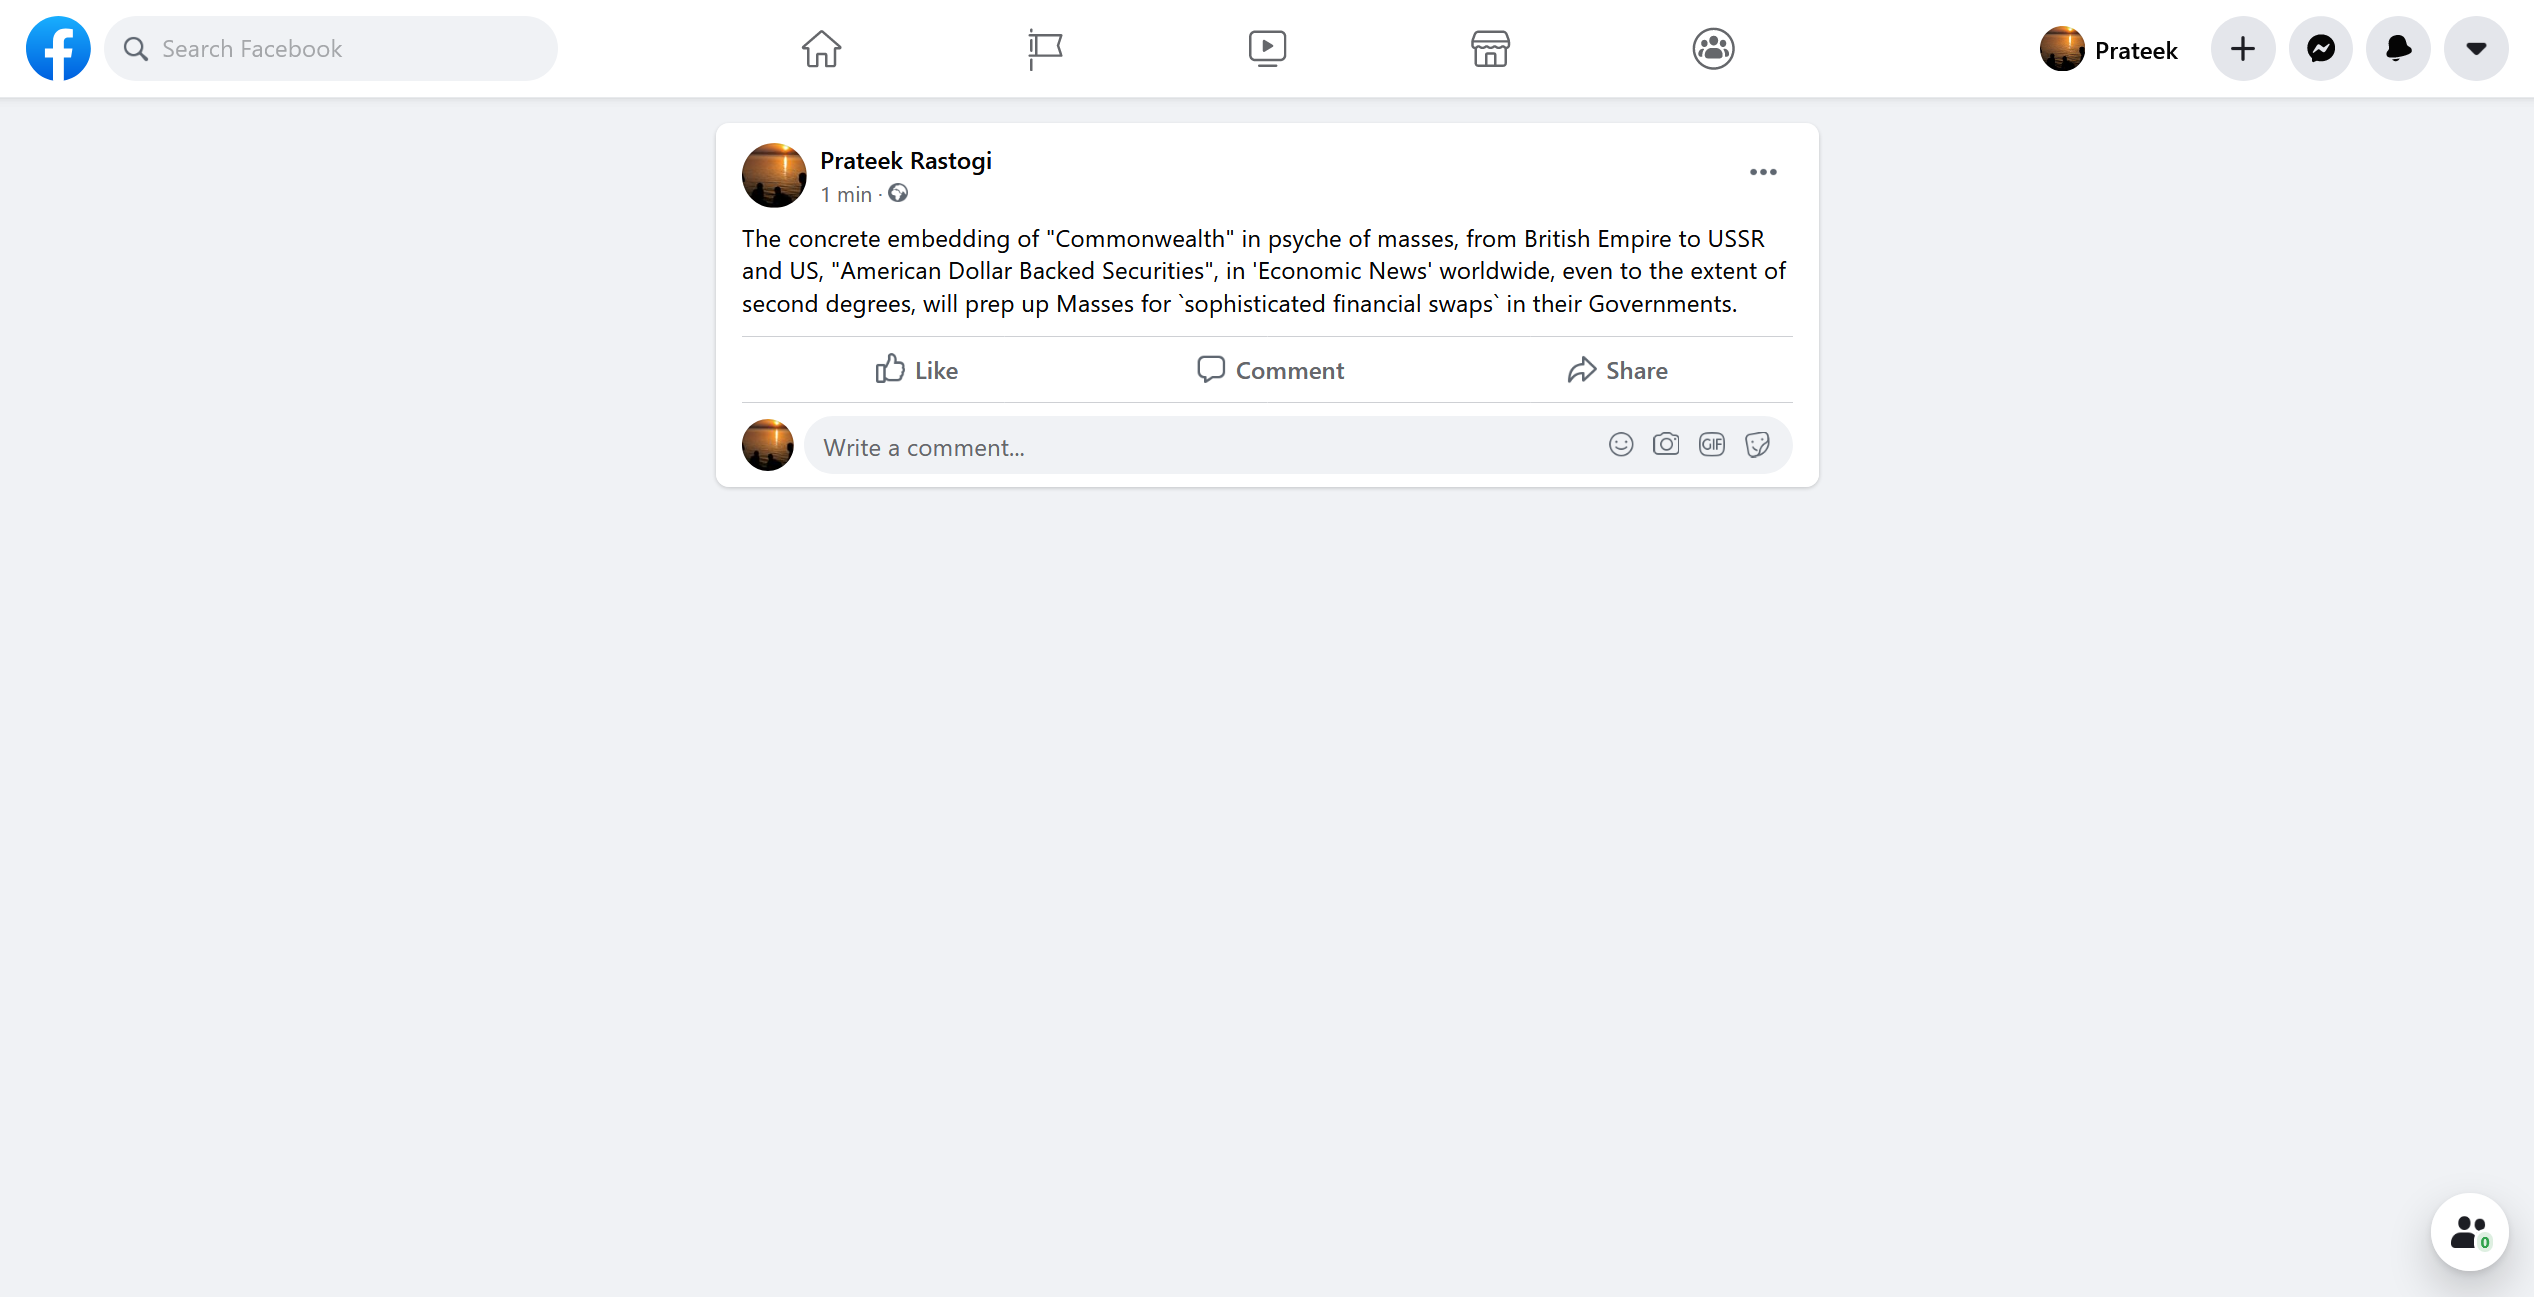 Search Facebook
Prateek
Prateek Rastogi
1 min ·
The concrete embedding of "Commonwealth" in psyche of masses, from British Empire to USSR
and US, "American Dollar Backed Securities", in 'Economic News' worldwide, even to the extent of
second degrees, will prep up Masses for `sophisticated financial swaps` in their Governments.
Like
Comment
Share
Write a comment...
GIF
0